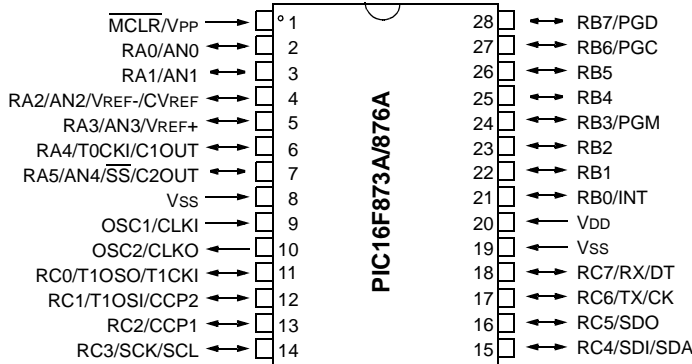 MCLR/VPP 1 28 RB7/PGD
RA0/AN0 2 27 RB6/PGC
RA1/AN1 3 26 RB5
RA2/AN2/VREF-/CVREF 4 25 RB4
RA3/AN3/VREF+ 5 24 RB3/PGM
RA4/T0CKI/C1OUT 6 23 RB2
RA5/AN4/SS/C2OUT 7 22 RB1
VSS 8 21 RB0/INT
OSC1/CLKI 9 20 VDD
OSC2/CLKO 10 19 VSS
RC0/T1OSO/T1CKI 11 18 RC7/RX/DT
RC1/T1OSI/CCP2 12 17 RC6/TX/CK
RC2/CCP1 13 16 RC5/SDO
RC3/SCK/SCL 14 15 RC4/SDI/SDA
PIC16F873A/876A